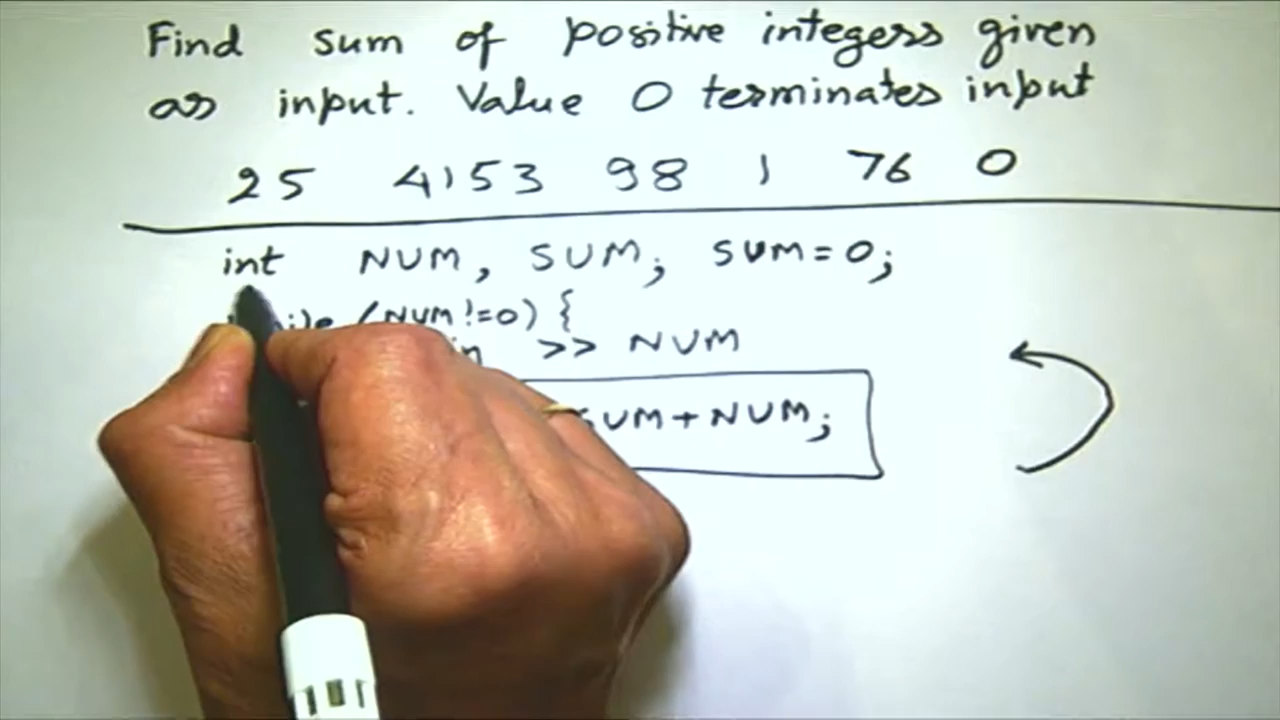 Find sum of positive integers given
as input. Value 0 terminates input
25 4153 98 1 76 0
int NUM, SUM; SUM=0;
(NUM!=0) {
>> NUM
SUM+NUM;